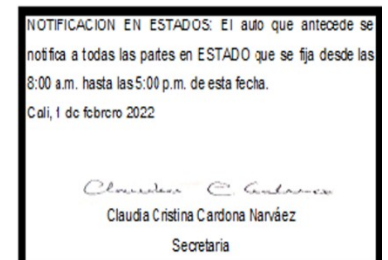 NOTIFICACION EN ESTADOS: El auto que antecede se
notifica a todas las partes en ESTADO que se fija desde las
8:00 a.m. hasta las 5:00 p.m. de esta fecha.
Cali, 1 de febrero 2022
Claudia Cristina Cardona Narváez
Secretaria